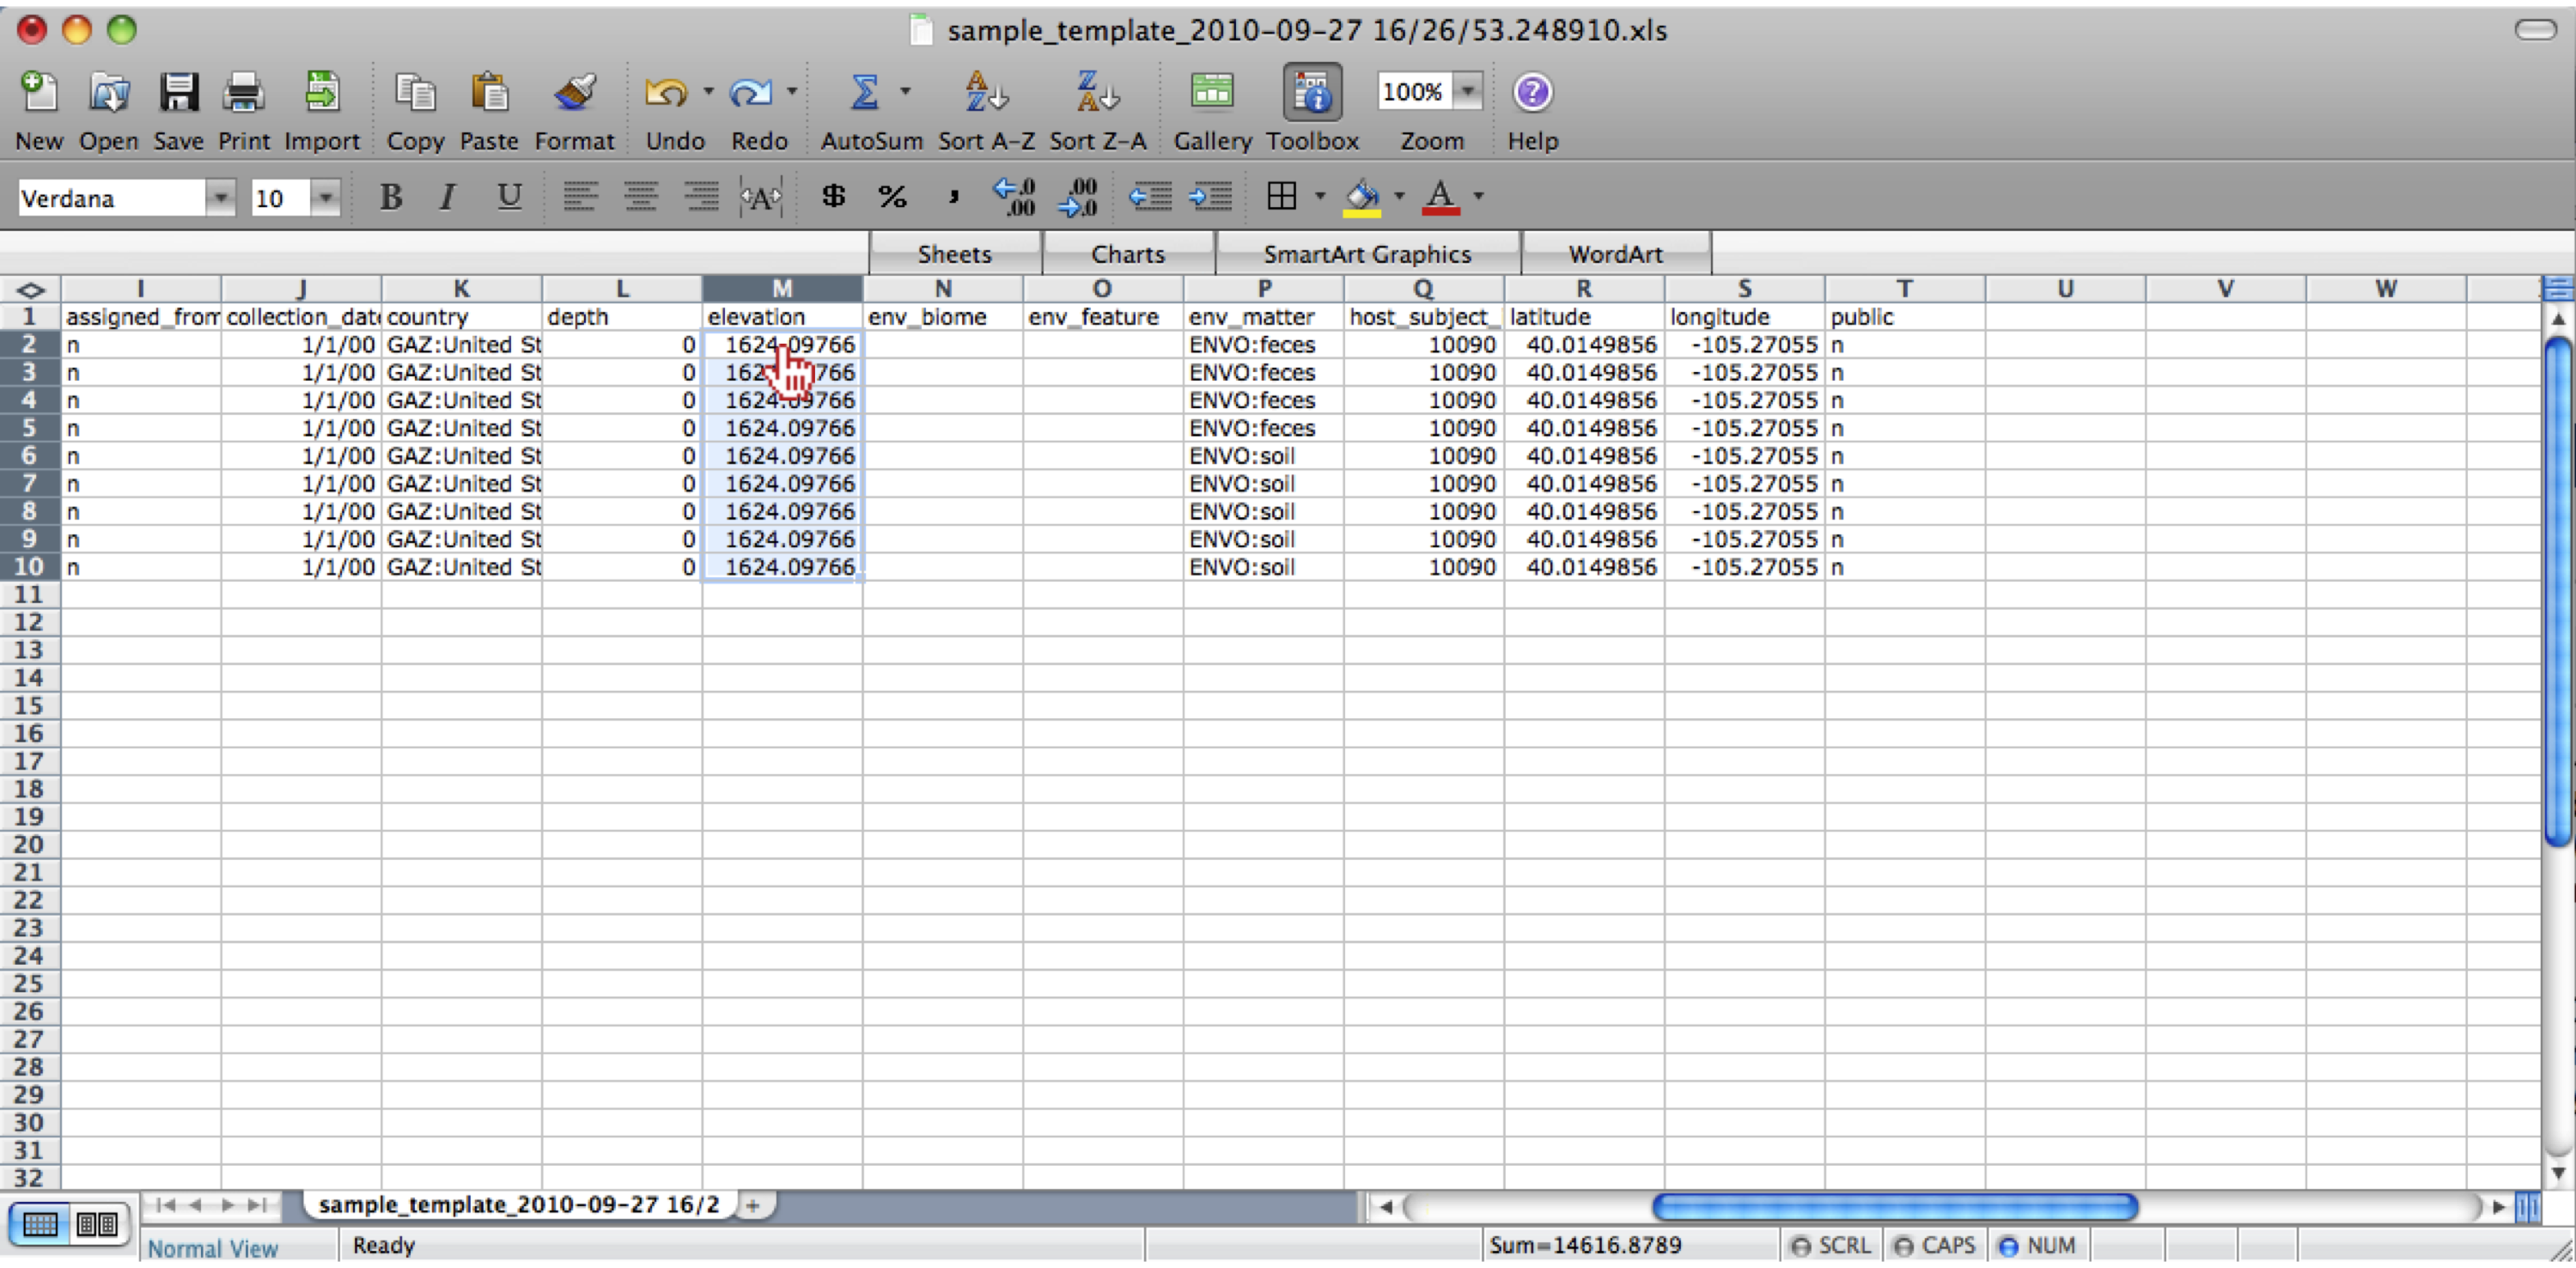 sample_template_2010-09-27 16/26/53.248910.xls
100%
New Open Save Print Import Copy Paste Format Undo Redo AutoSum Sort A-Z Sort Z-A Gallery Toolbox Zoom Help
Verdana 10 B I U A $ % , .0 .00 .00 .0 A
Sheets Charts SmartArt Graphics WordArt
I J K L M N O P Q R S T U V W
1 assigned_from collection_date country depth elevation env_biome env_feature env_matter host_subject_ latitude longitude public
2 n 1/1/00 GAZ:United St 0 1624.09766 ENVO:feces 10090 40.0149856 -105.27055 n
3 n 1/1/00 GAZ:United St 0 ENVO:feces 10090 40.0149856 -105.27055 n
4 n 1/1/00 GAZ:United St 0 1624.09766 ENVO:feces 10090 40.0149856 -105.27055 n
5 n 1/1/00 GAZ:United St 0 1624.09766 ENVO:feces 10090 40.0149856 -105.27055 n
6 n 1/1/00 GAZ:United St 0 1624.09766 ENVO:soil 10090 40.0149856 -105.27055 n
7 n 1/1/00 GAZ:United St 0 1624.09766 ENVO:soil 10090 40.0149856 -105.27055 n
8 n 1/1/00 GAZ:United St 0 1624.09766 ENVO:soil 10090 40.0149856 -105.27055 n
9 n 1/1/00 GAZ:United St 0 1624.09766 ENVO:soil 10090 40.0149856 -105.27055 n
10 n 1/1/00 GAZ:United St 0 1624.09766 ENVO:soil 10090 40.0149856 -105.27055 n
11
12
13
14
15
16
17
18
19
20
21
22
23
24
25
26
27
28
29
30
31
32
sample_template_2010-09-27 16/2 +
Normal View Ready Sum=14616.8789 SCRL CAPS NUM